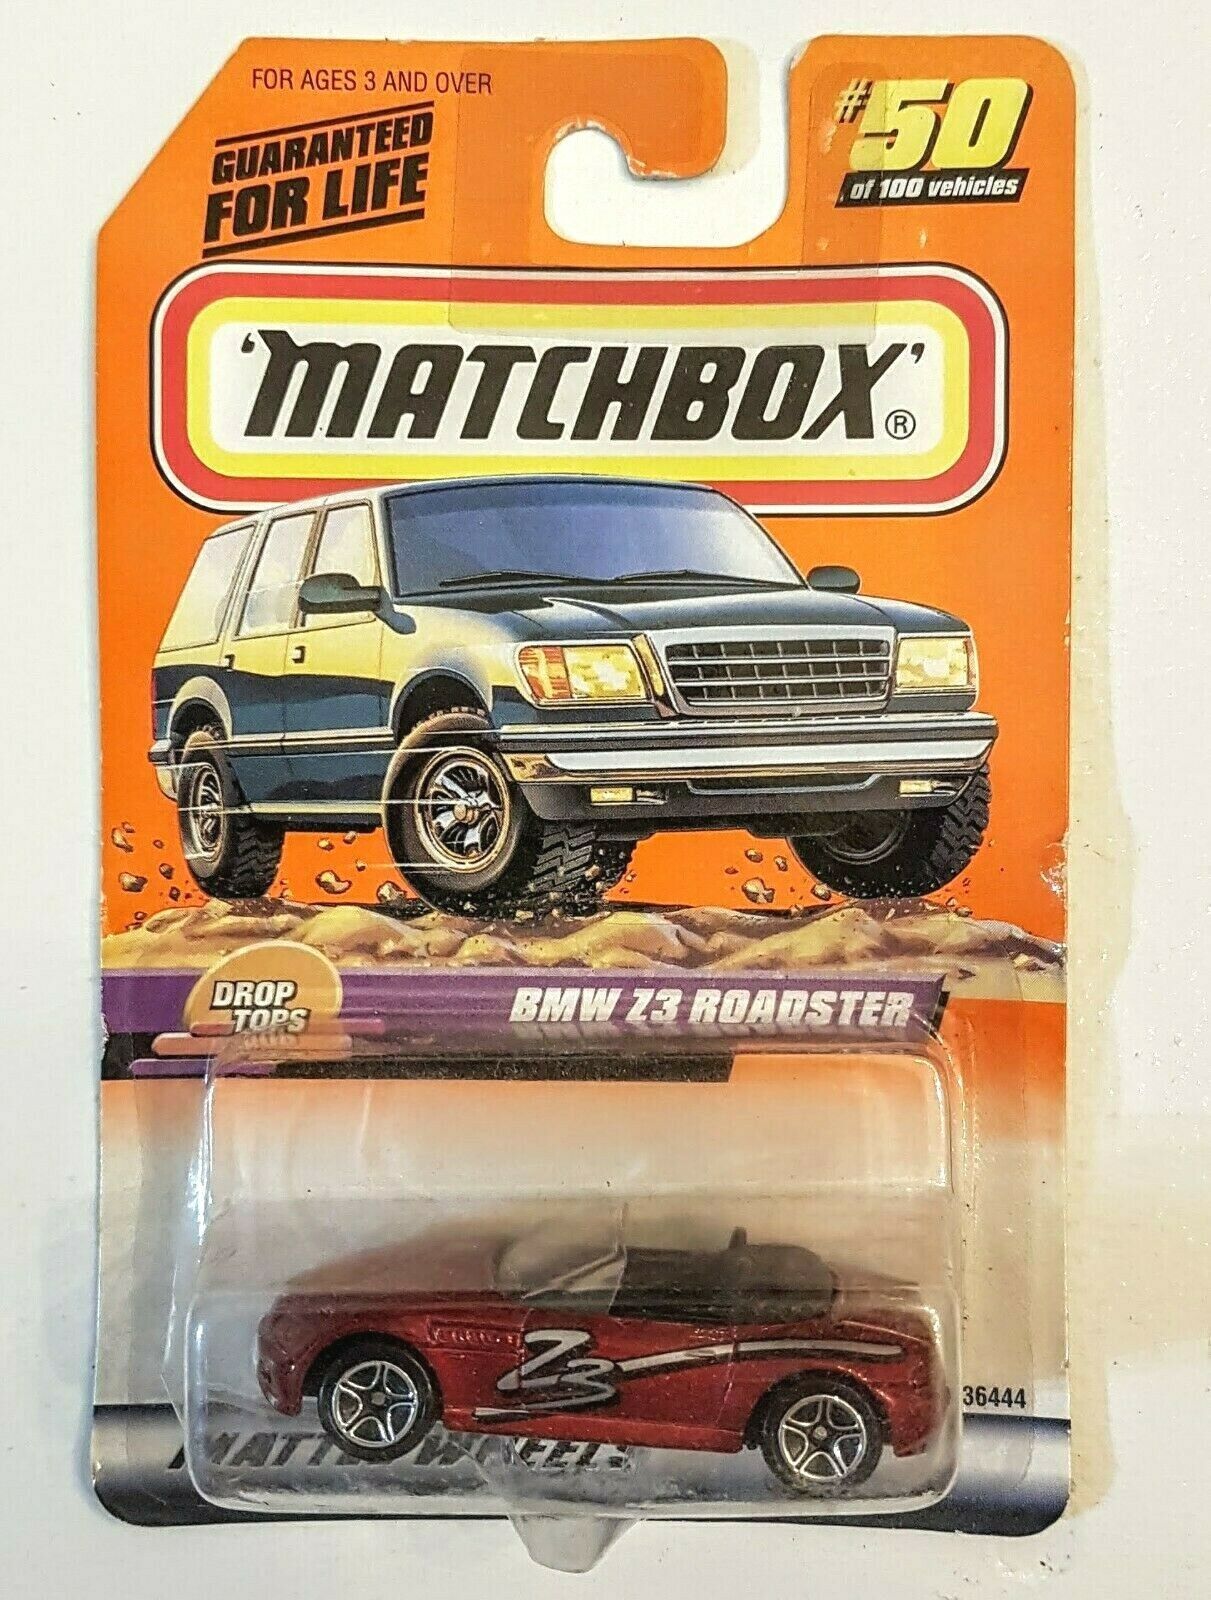 FOR AGES 3 AND OVER
GUARANTEED
FOR LIFE
#50
of 100 vehicles
'MATCHBOX'®
DROP
TOPS
BMW Z3 ROADSTER
Z3
36444
WHEELS